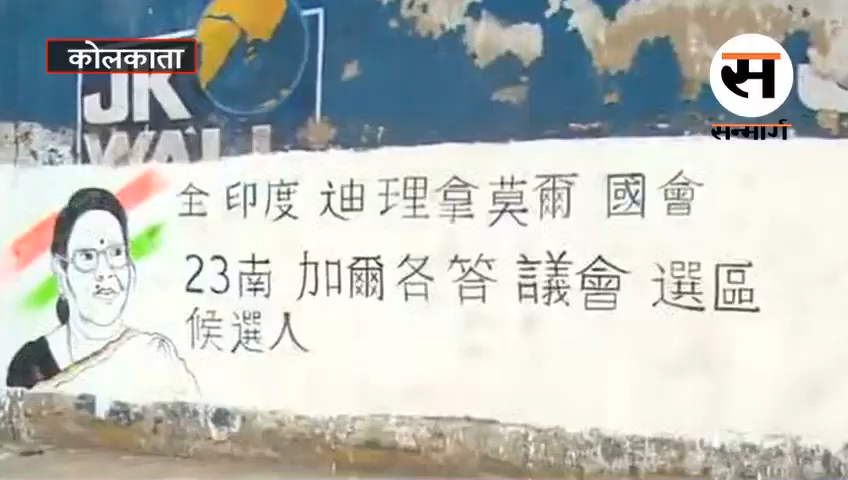 कोलकाता
JK
WALL
स
सन्मार्ग
全印度 迪理拿莫爾 國會
23南 加爾各答 議會 選區
候選人